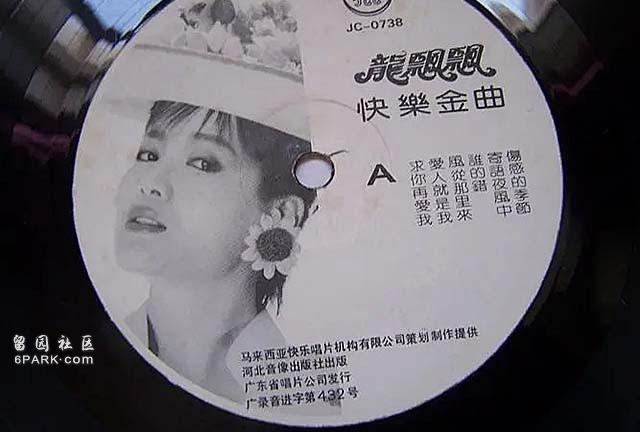 JC-0738
龍飄飄
快樂金曲
A
傷感的季節
寄語夜風中
誰的錯
風從那里來
愛人就是我
求你再愛我
马来西亚快乐唱片机构有限公司策划制作提供
河北音像出版社出版
广东省唱片公司发行
广录音进字第432号
留园社区
6PARK.com